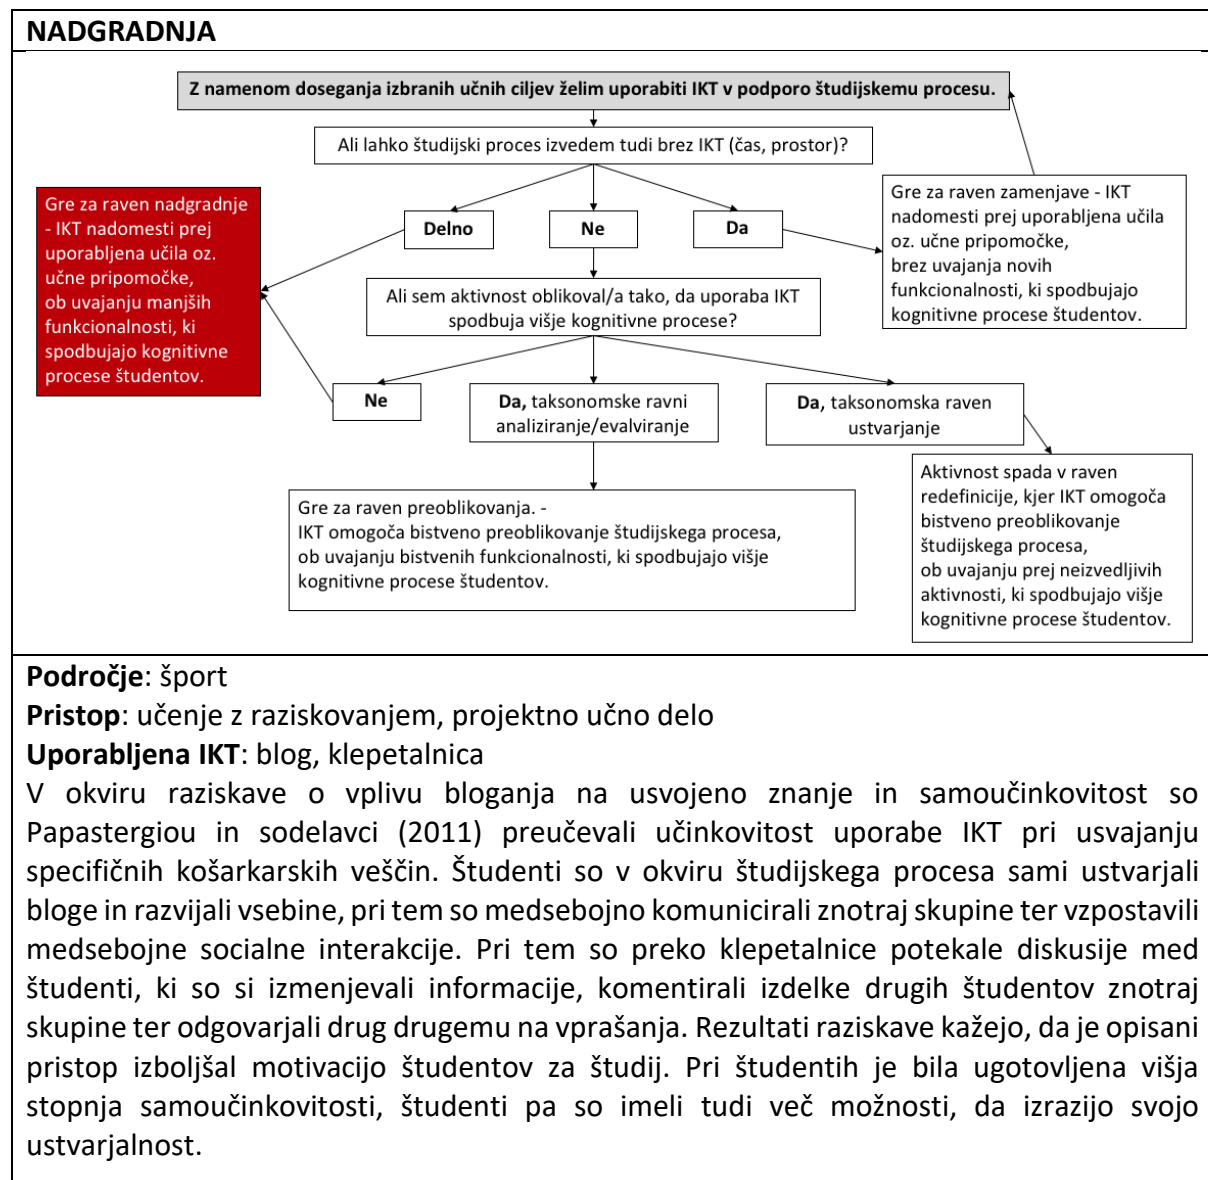 NADGRADNJA
Z namenom doseganja izbranih učnih ciljev želim uporabiti IKT v podporo študijskemu procesu.
Ali lahko študijski proces izvedem tudi brez IKT (čas, prostor)?
Gre za raven nadgradnje
- IKT nadomesti prej
uporabljena učila oz.
učne pripomočke,
ob uvajanju manjših
funkcionalnosti, ki
spodbujajo kognitivne
procese študentov.
Delno
Ne
Da
Gre za raven zamenjave - IKT
nadomesti prej uporabljena učila
oz. učne pripomočke,
brez uvajanja novih
funkcionalnosti, ki spodbujajo
kognitivne procese študentov.
Ali sem aktivnost oblikoval/a tako, da uporaba IKT
spodbuja višje kognitivne procese?
Ne
Da, taksonomske ravni
analiziranje/evalviranje
Da, taksonomska raven
ustvarjanje
Gre za raven preoblikovanja. -
IKT omogoča bistveno preoblikovanje študijskega procesa,
ob uvajanju bistvenih funkcionalnosti, ki spodbujajo višje
kognitivne procese študentov.
Aktivnost spada v raven
redefinicije, kjer IKT omogoča
bistveno preoblikovanje
študijskega procesa,
ob uvajanju prej neizvedljivih
aktivnosti, ki spodbujajo višje
kognitivne procese študentov.
Področje: šport
Pristop: učenje z raziskovanjem, projektno učno delo
Uporabljena IKT: blog, klepetalnica
V okviru raziskave o vplivu bloganja na usvojeno znanje in samoučinkovitost so
Papastergiou in sodelavci (2011) preučevali učinkovitost uporabe IKT pri usvajanju
specifičnih košarkarskih veščin. Študenti so v okviru študijskega procesa sami ustvarjali
bloge in razvijali vsebine, pri tem so medsebojno komunicirali znotraj skupine ter vzpostavili
medsebojne socialne interakcije. Pri tem so preko klepetalnice potekale diskusije med
študenti, ki so si izmenjevali informacije, komentirali izdelke drugih študentov znotraj
skupine ter odgovarjali drug drugemu na vprašanja. Rezultati raziskave kažejo, da je opisani
pristop izboljšal motivacijo študentov za študij. Pri študentih je bila ugotovljena višja
stopnja samoučinkovitosti, študenti pa so imeli tudi več možnosti, da izrazijo svojo
ustvarjalnost.